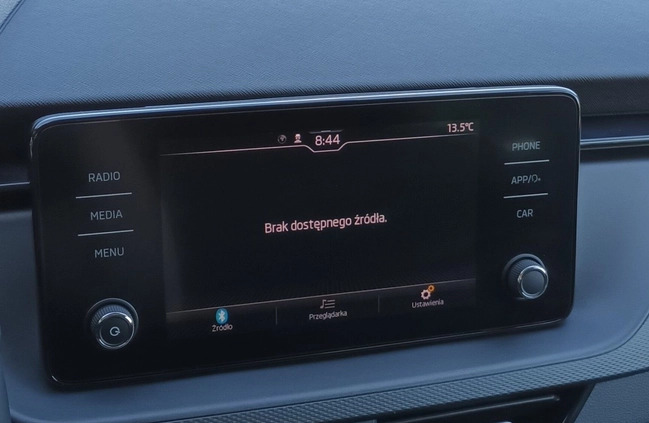 8:44
13.5°C
RADIO
MEDIA
MENU
PHONE
APP/
CAR
Brak dostępnego źródła.
Źródło
Przeglądarka
Ustawienia